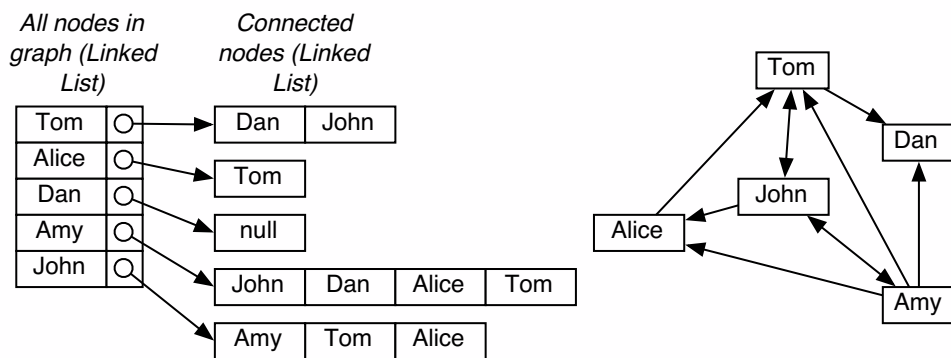 All nodes in
graph (Linked
List)
Connected
nodes (Linked
List)
Tom
Dan John
Alice
Tom
Dan
null
Amy
John Dan Alice Tom
John
Amy Tom Alice
Tom
Dan
John
Alice
Amy